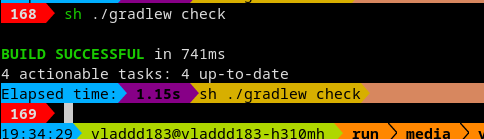 168 sh ./gradlew check
BUILD SUCCESSFUL in 741ms
4 actionable tasks: 4 up-to-date
Elapsed time: 1.15s sh ./gradlew check
169
19:34:29 vladdd183@vladdd183-h310mh run media v